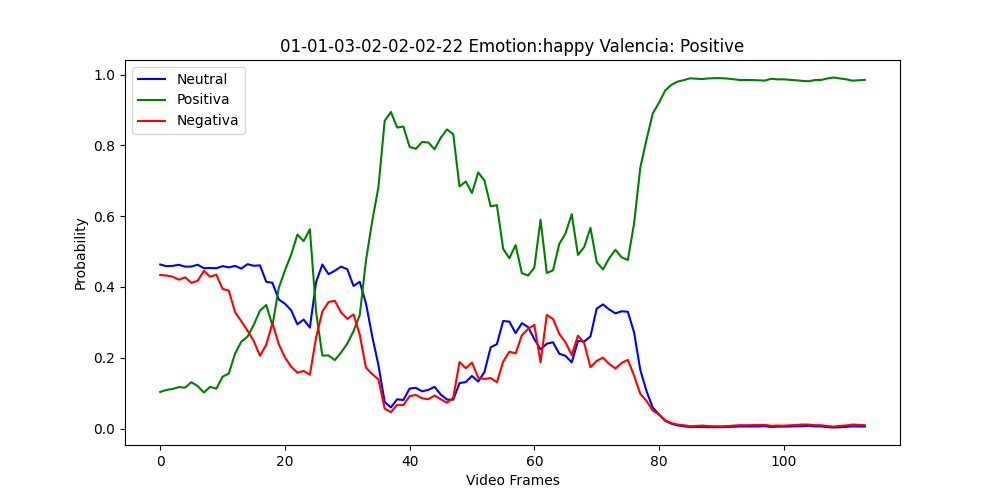 01-01-03-02-02-02-22 Emotion:happy Valencia: Positive
Neutral
Positiva
Negativa
Probability
1.0
0.8
0.6
0.4
0.2
0.0
0 20 40 60 80 100
Video Frames